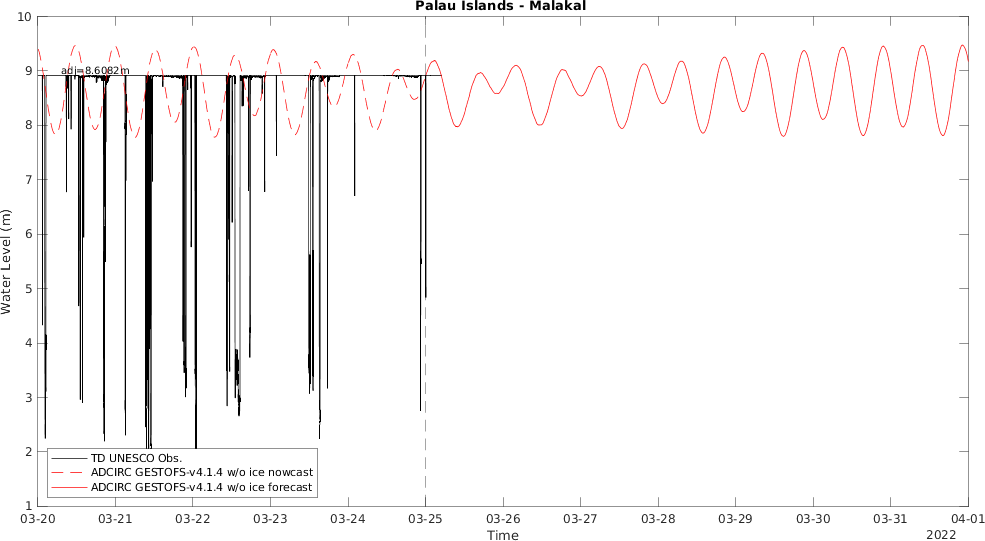 Palau Islands - Malakal
Water Level (m)
10
9
8
7
6
5
4
3
2
1
adj=8.6082m
TD UNESCO Obs.
ADCIRC GESTOFS-v4.1.4 w/o ice nowcast
ADCIRC GESTOFS-v4.1.4 w/o ice forecast
03-20 03-21 03-22 03-23 03-24 03-25 03-26 03-27 03-28 03-29 03-30 03-31 04-01
Time
2022